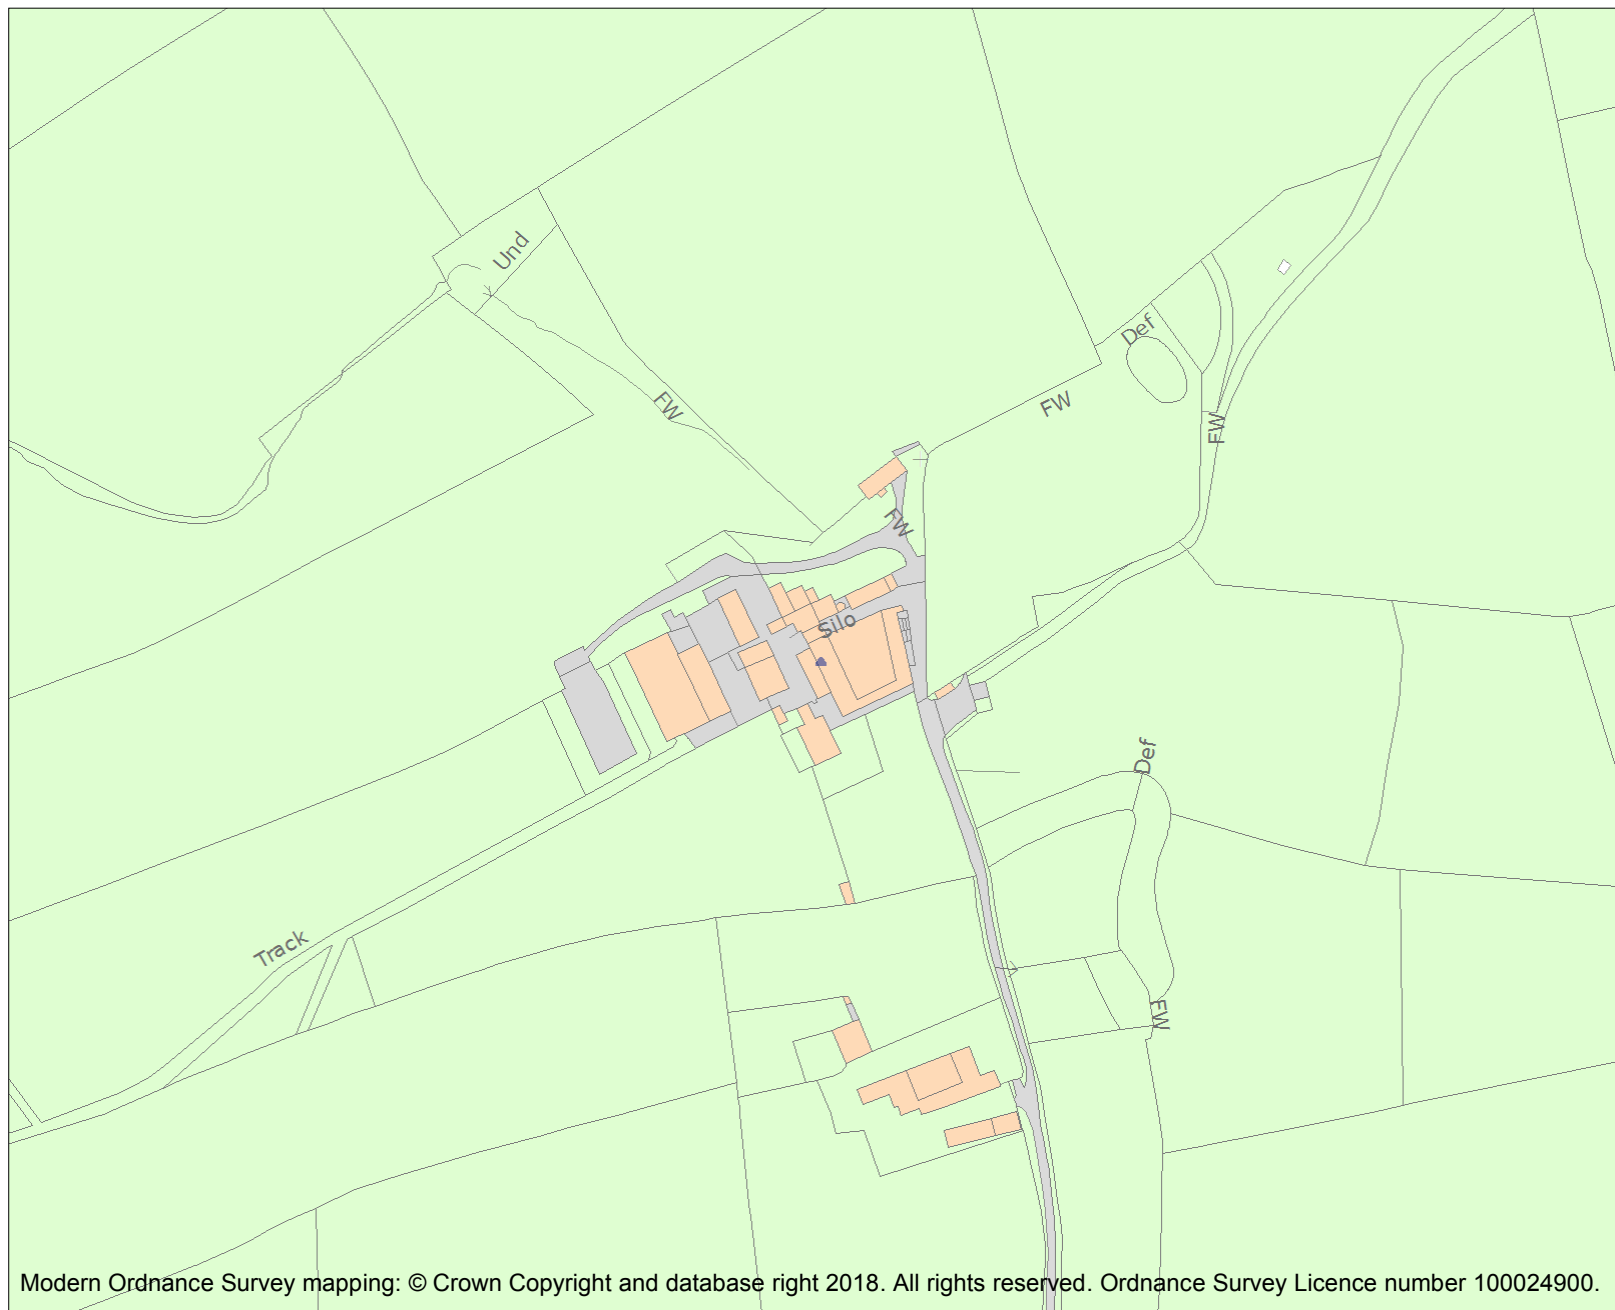 Und
Def
FW
FW
FW
FW
Silo
Def
Track
FW
Modern Ordnance Survey mapping: © Crown Copyright and database right 2018. All rights reserved. Ordnance Survey Licence number 100024900.